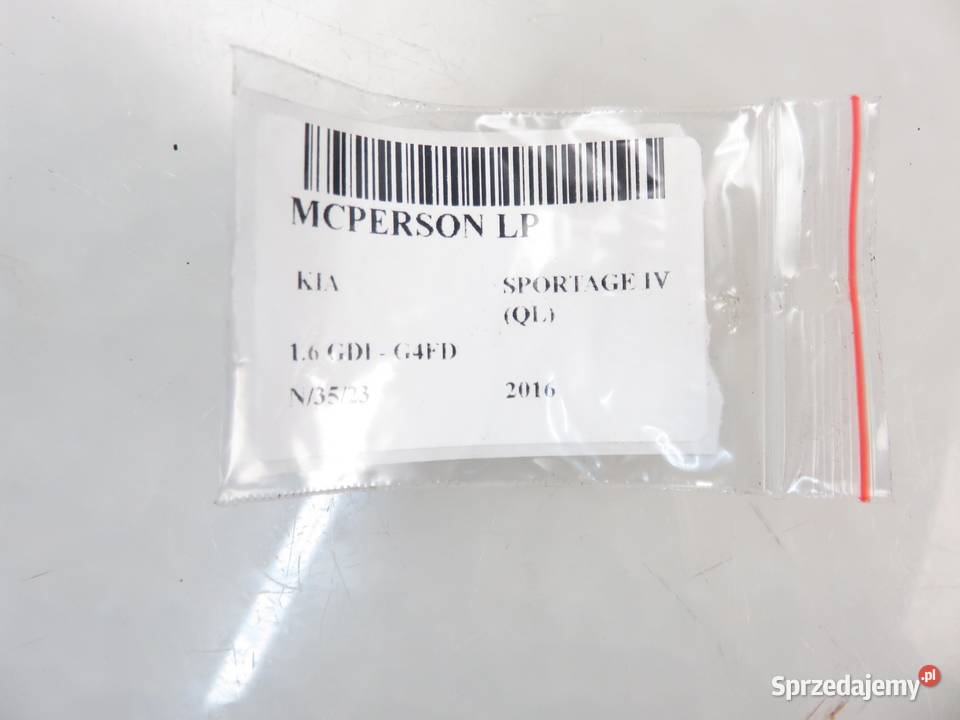 MCPERSON LP
KIA SPORTAGE IV
(QL)
1.6 GDI - G4FD
N/35/23 2016
Sprzedajemy.pl